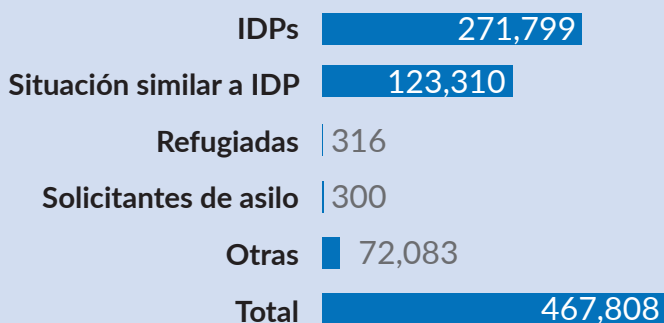 IDPs 271,799
Situación similar a IDP 123,310
Refugiadas 316
Solicitantes de asilo 300
Otras 72,083
Total 467,808